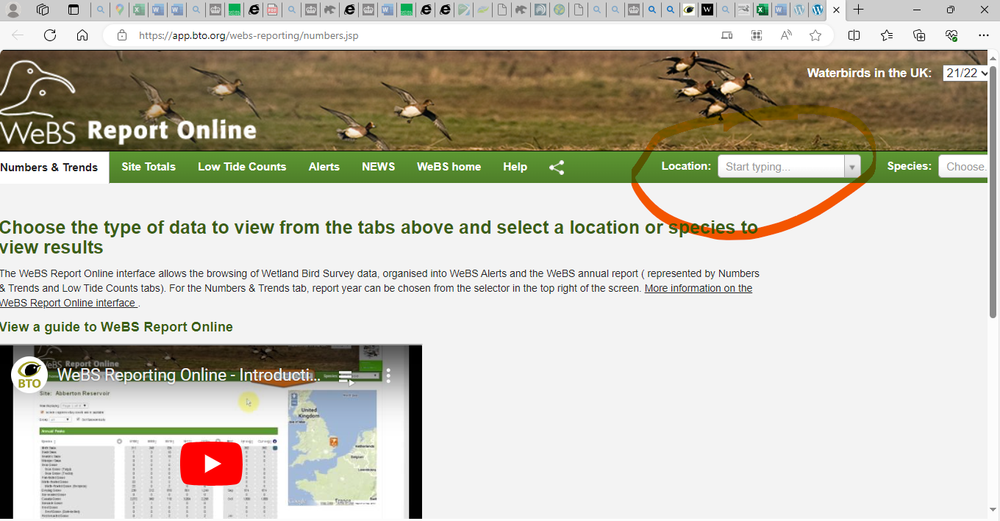 https://app.bto.org/webs-reporting/numbers.jsp
Waterbirds in the UK: 21/22
WeBS Report Online
Numbers & Trends Site Totals Low Tide Counts Alerts NEWS WeBS home Help Location: Start typing... Species: Choose.
Choose the type of data to view from the tabs above and select a location or species to
view results
The WeBS Report Online interface allows the browsing of Wetland Bird Survey data, organised into WeBS Alerts and the WeBS annual report ( represented by Numbers
& Trends and Low Tide Counts tabs). For the Numbers & Trends tab, report year can be chosen from the selector in the top right of the screen. More information on the
WeBS Report Online interface .
View a guide to WeBS Report Online
Report Online
BTO
WeBS Reporting Online - Introducti...
Site: Abberton Reservoir
United
Kingdom
Annual Peaks
Netherlands
Belgium